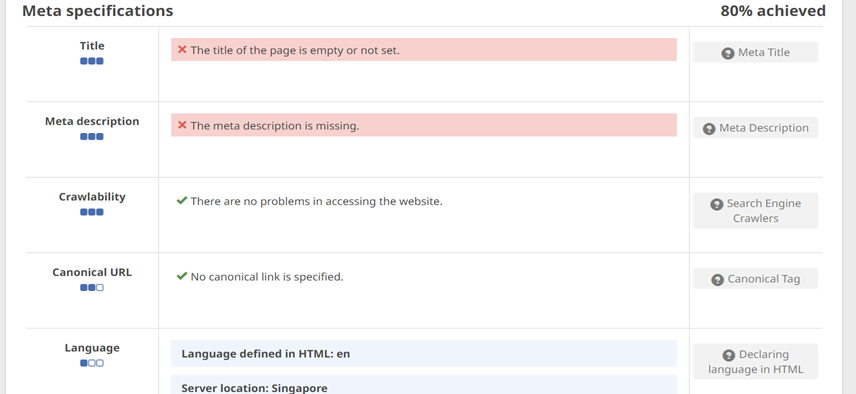 Meta specifications 80% achieved
Title
The title of the page is empty or not set.
Meta Title
Meta description
The meta description is missing.
Meta Description
Crawlability
There are no problems in accessing the website.
Search Engine
Crawlers
Canonical URL
No canonical link is specified.
Canonical Tag
Language
Language defined in HTML: en
Declaring
language in HTML
Server location: Singapore